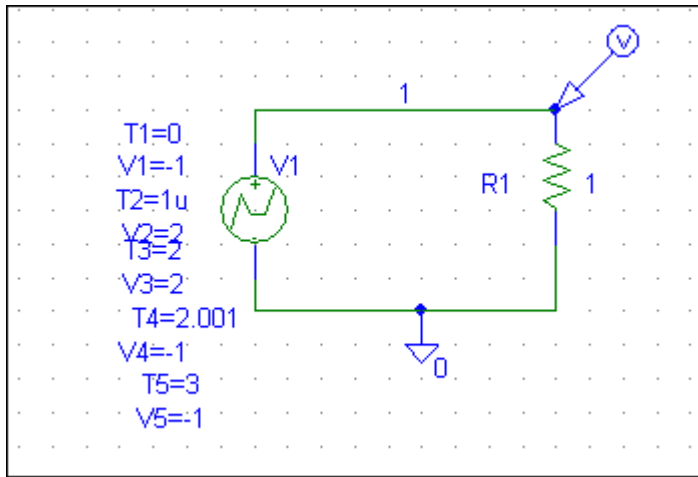 V
1
T1=0
V1=-1
V1
T2=1u
R1
1
V2=2
T3=2
V3=2
T4=2.001
V4=-1
0
T5=3
V5=-1